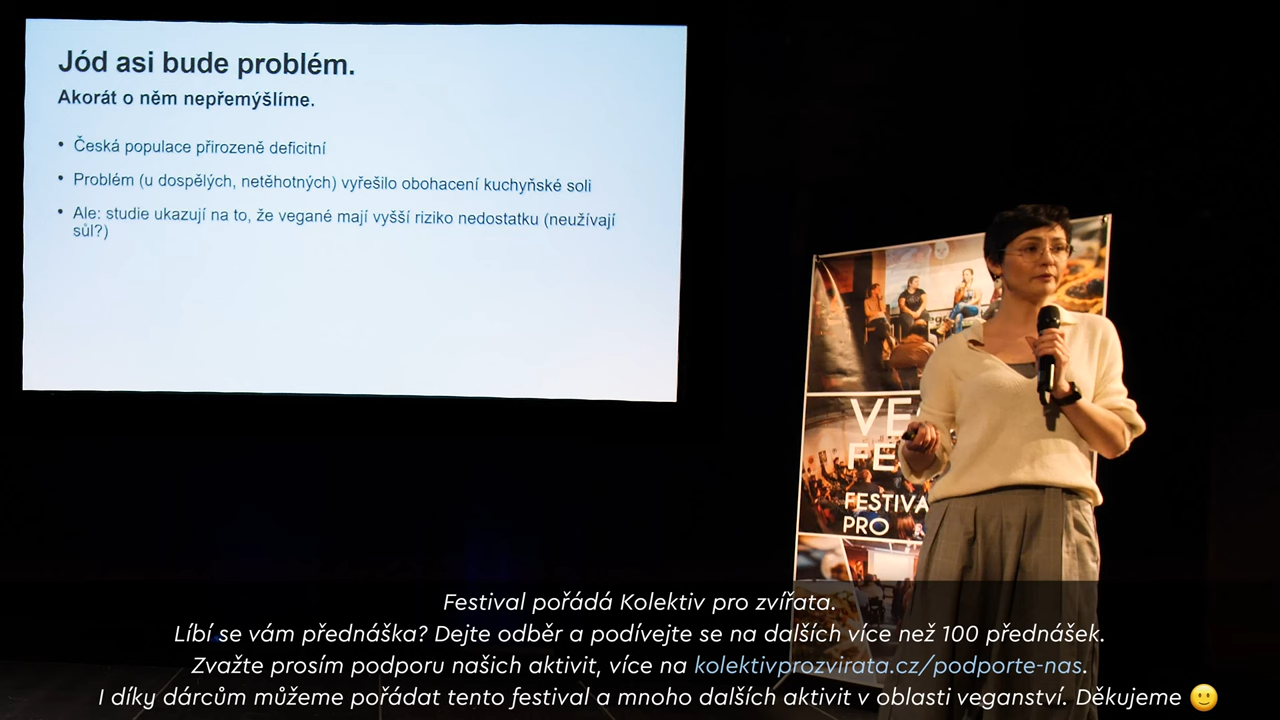 Jód asi bude problém.
Akorát o něm nepřemýšlíme.
• Česká populace přirozeně deficitní
• Problém (u dospělých, netěhotných) vyřešilo obohacení kuchyňské soli
• Ale: studie ukazují na to, že vegané mají vyšší riziko nedostatku (neužívají
sůl?)
VE
FE
FESTIVA
PRO
Festival pořádá Kolektiv pro zvířata.
Líbí se vám přednáška? Dejte odběr a podívejte se na dalších více než 100 přednášek.
Zvažte prosím podporu našich aktivit, více na kolektivprozvirata.cz/podporte-nas.
I díky dárcům můžeme pořádat tento festival a mnoho dalších aktivit v oblasti veganství. Děkujeme 🙂